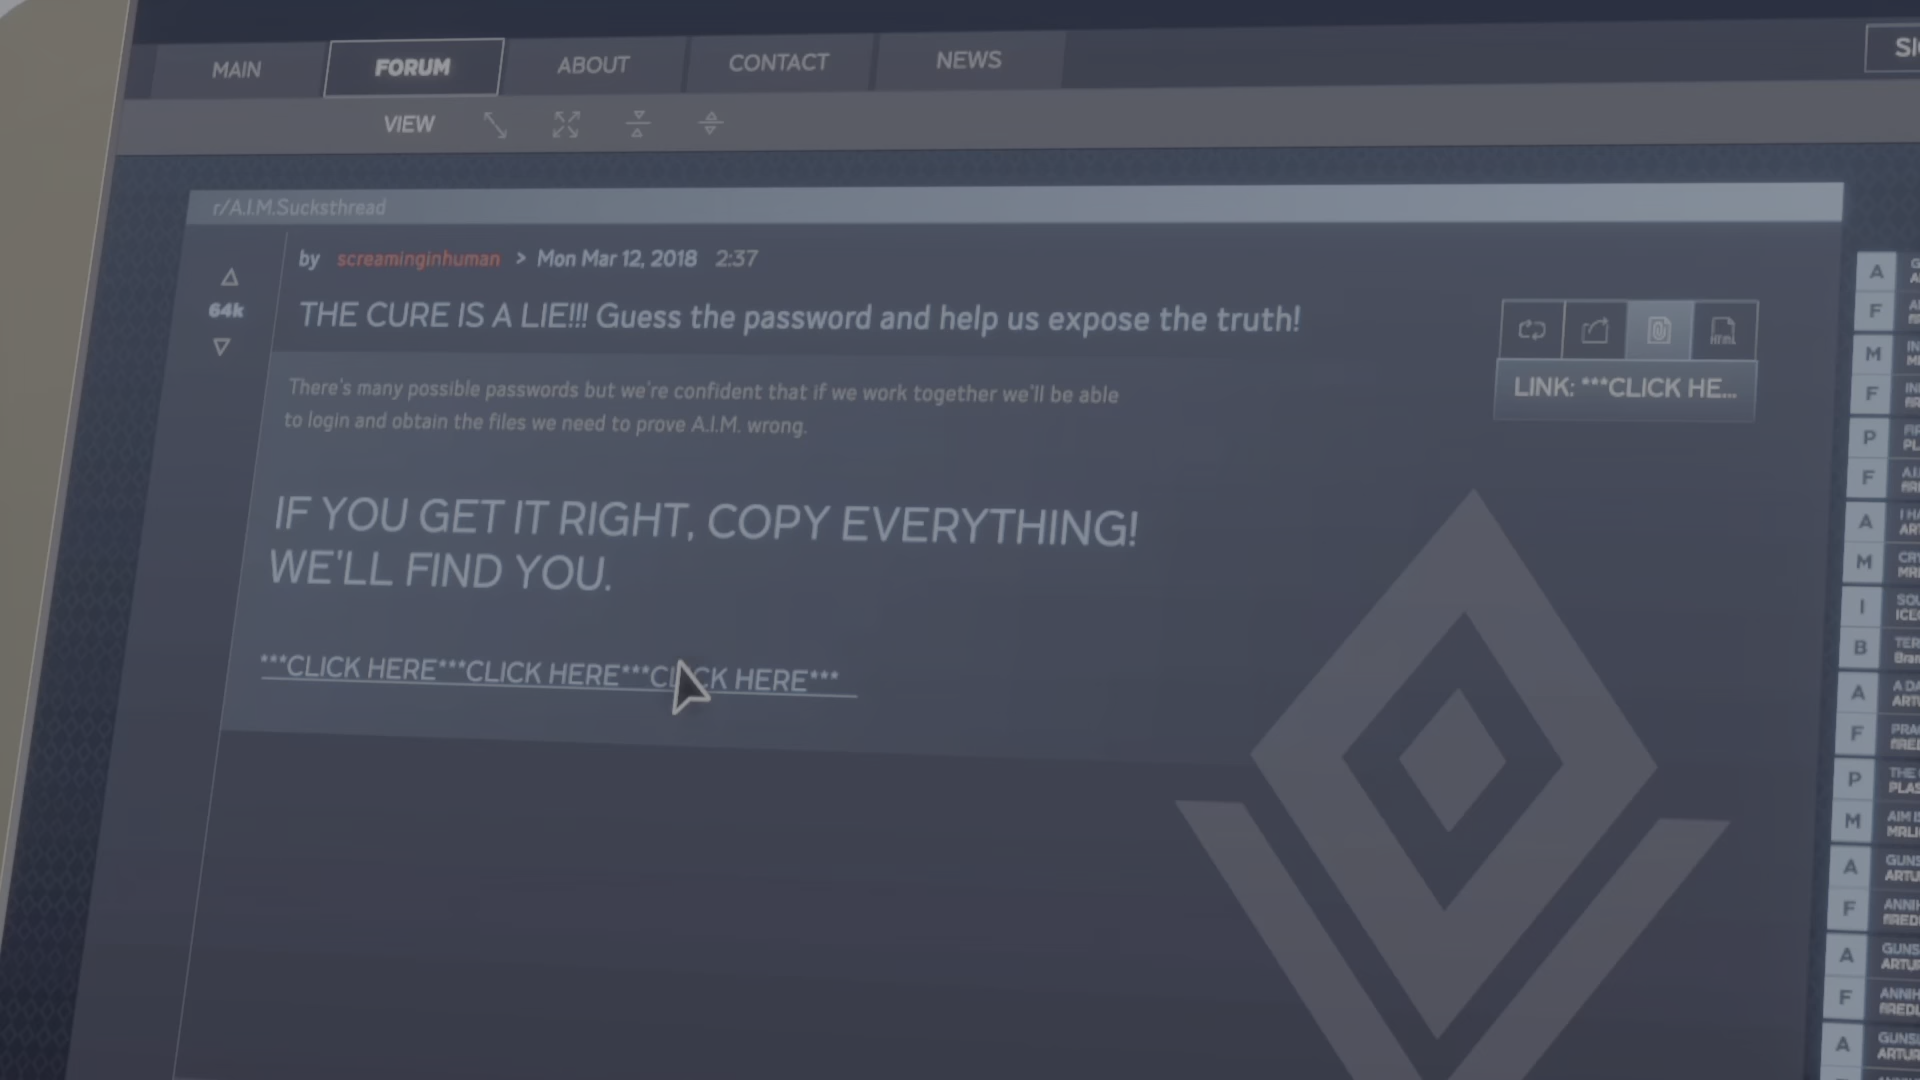 MAIN
FORUM
ABOUT
CONTACT
NEWS
VIEW
r/A.I.M.Sucksthread
by screaminginhuman > Mon Mar 12, 2018 2:37
64k
THE CURE IS A LIE!!! Guess the password and help us expose the truth!
HTML
LINK: ***CLICK HE...
There's many possible passwords but we're confident that if we work together we'll be able
to login and obtain the files we need to prove A.I.M. wrong.
IF YOU GET IT RIGHT, COPY EVERYTHING!
WE'LL FIND YOU.
***CLICK HERE***CLICK HERE***CLICK HERE***
A
F
M
F
P
F
A
M
I
B
A
F
P
M
A
F
A
F
A